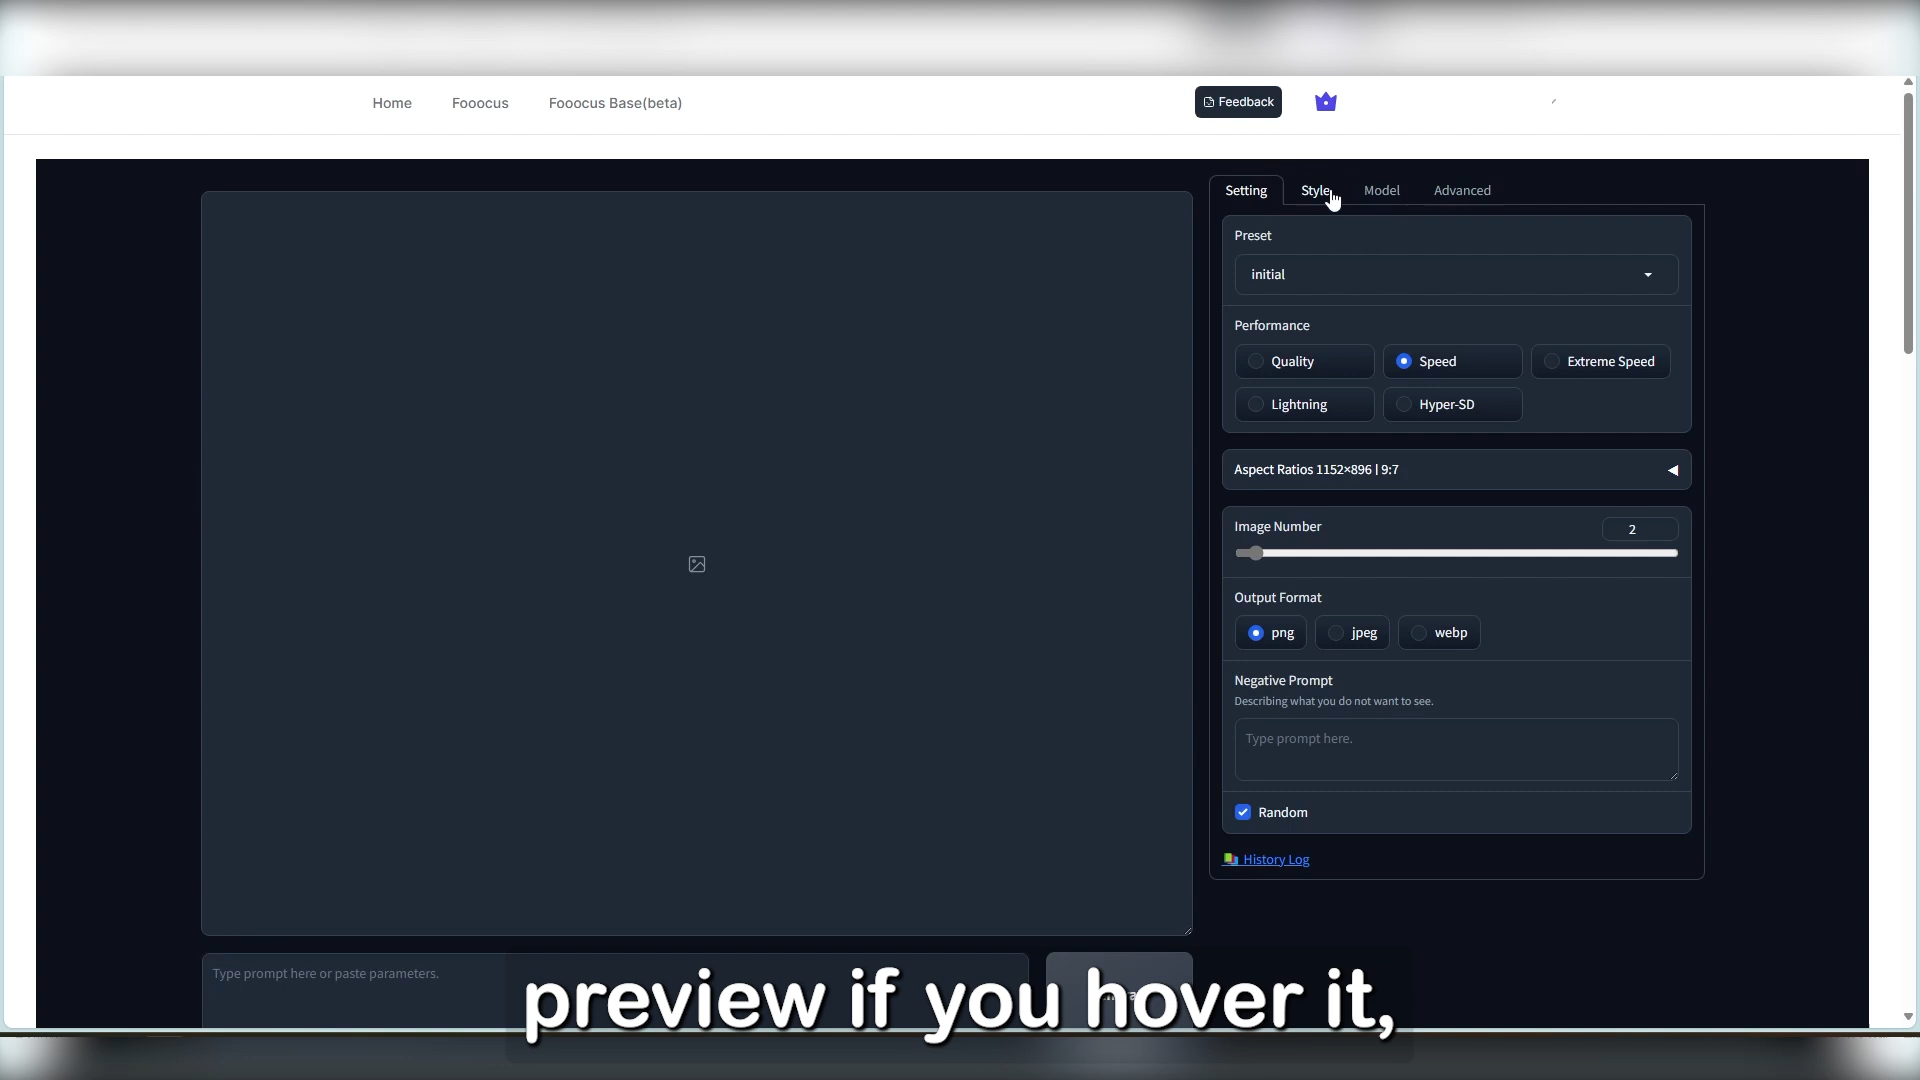 Home Fooocus Fooocus Base(beta) Feedback
Setting Style Model Advanced
Preset
initial
Performance
Quality Speed Extreme Speed
Lightning Hyper-SD
Aspect Ratios 1152×896 | 9:7
Image Number 2
Output Format
png jpeg webp
Negative Prompt
Describing what you do not want to see.
Type prompt here.
Random
History Log
Type prompt here or paste parameters.
preview if you hover it,